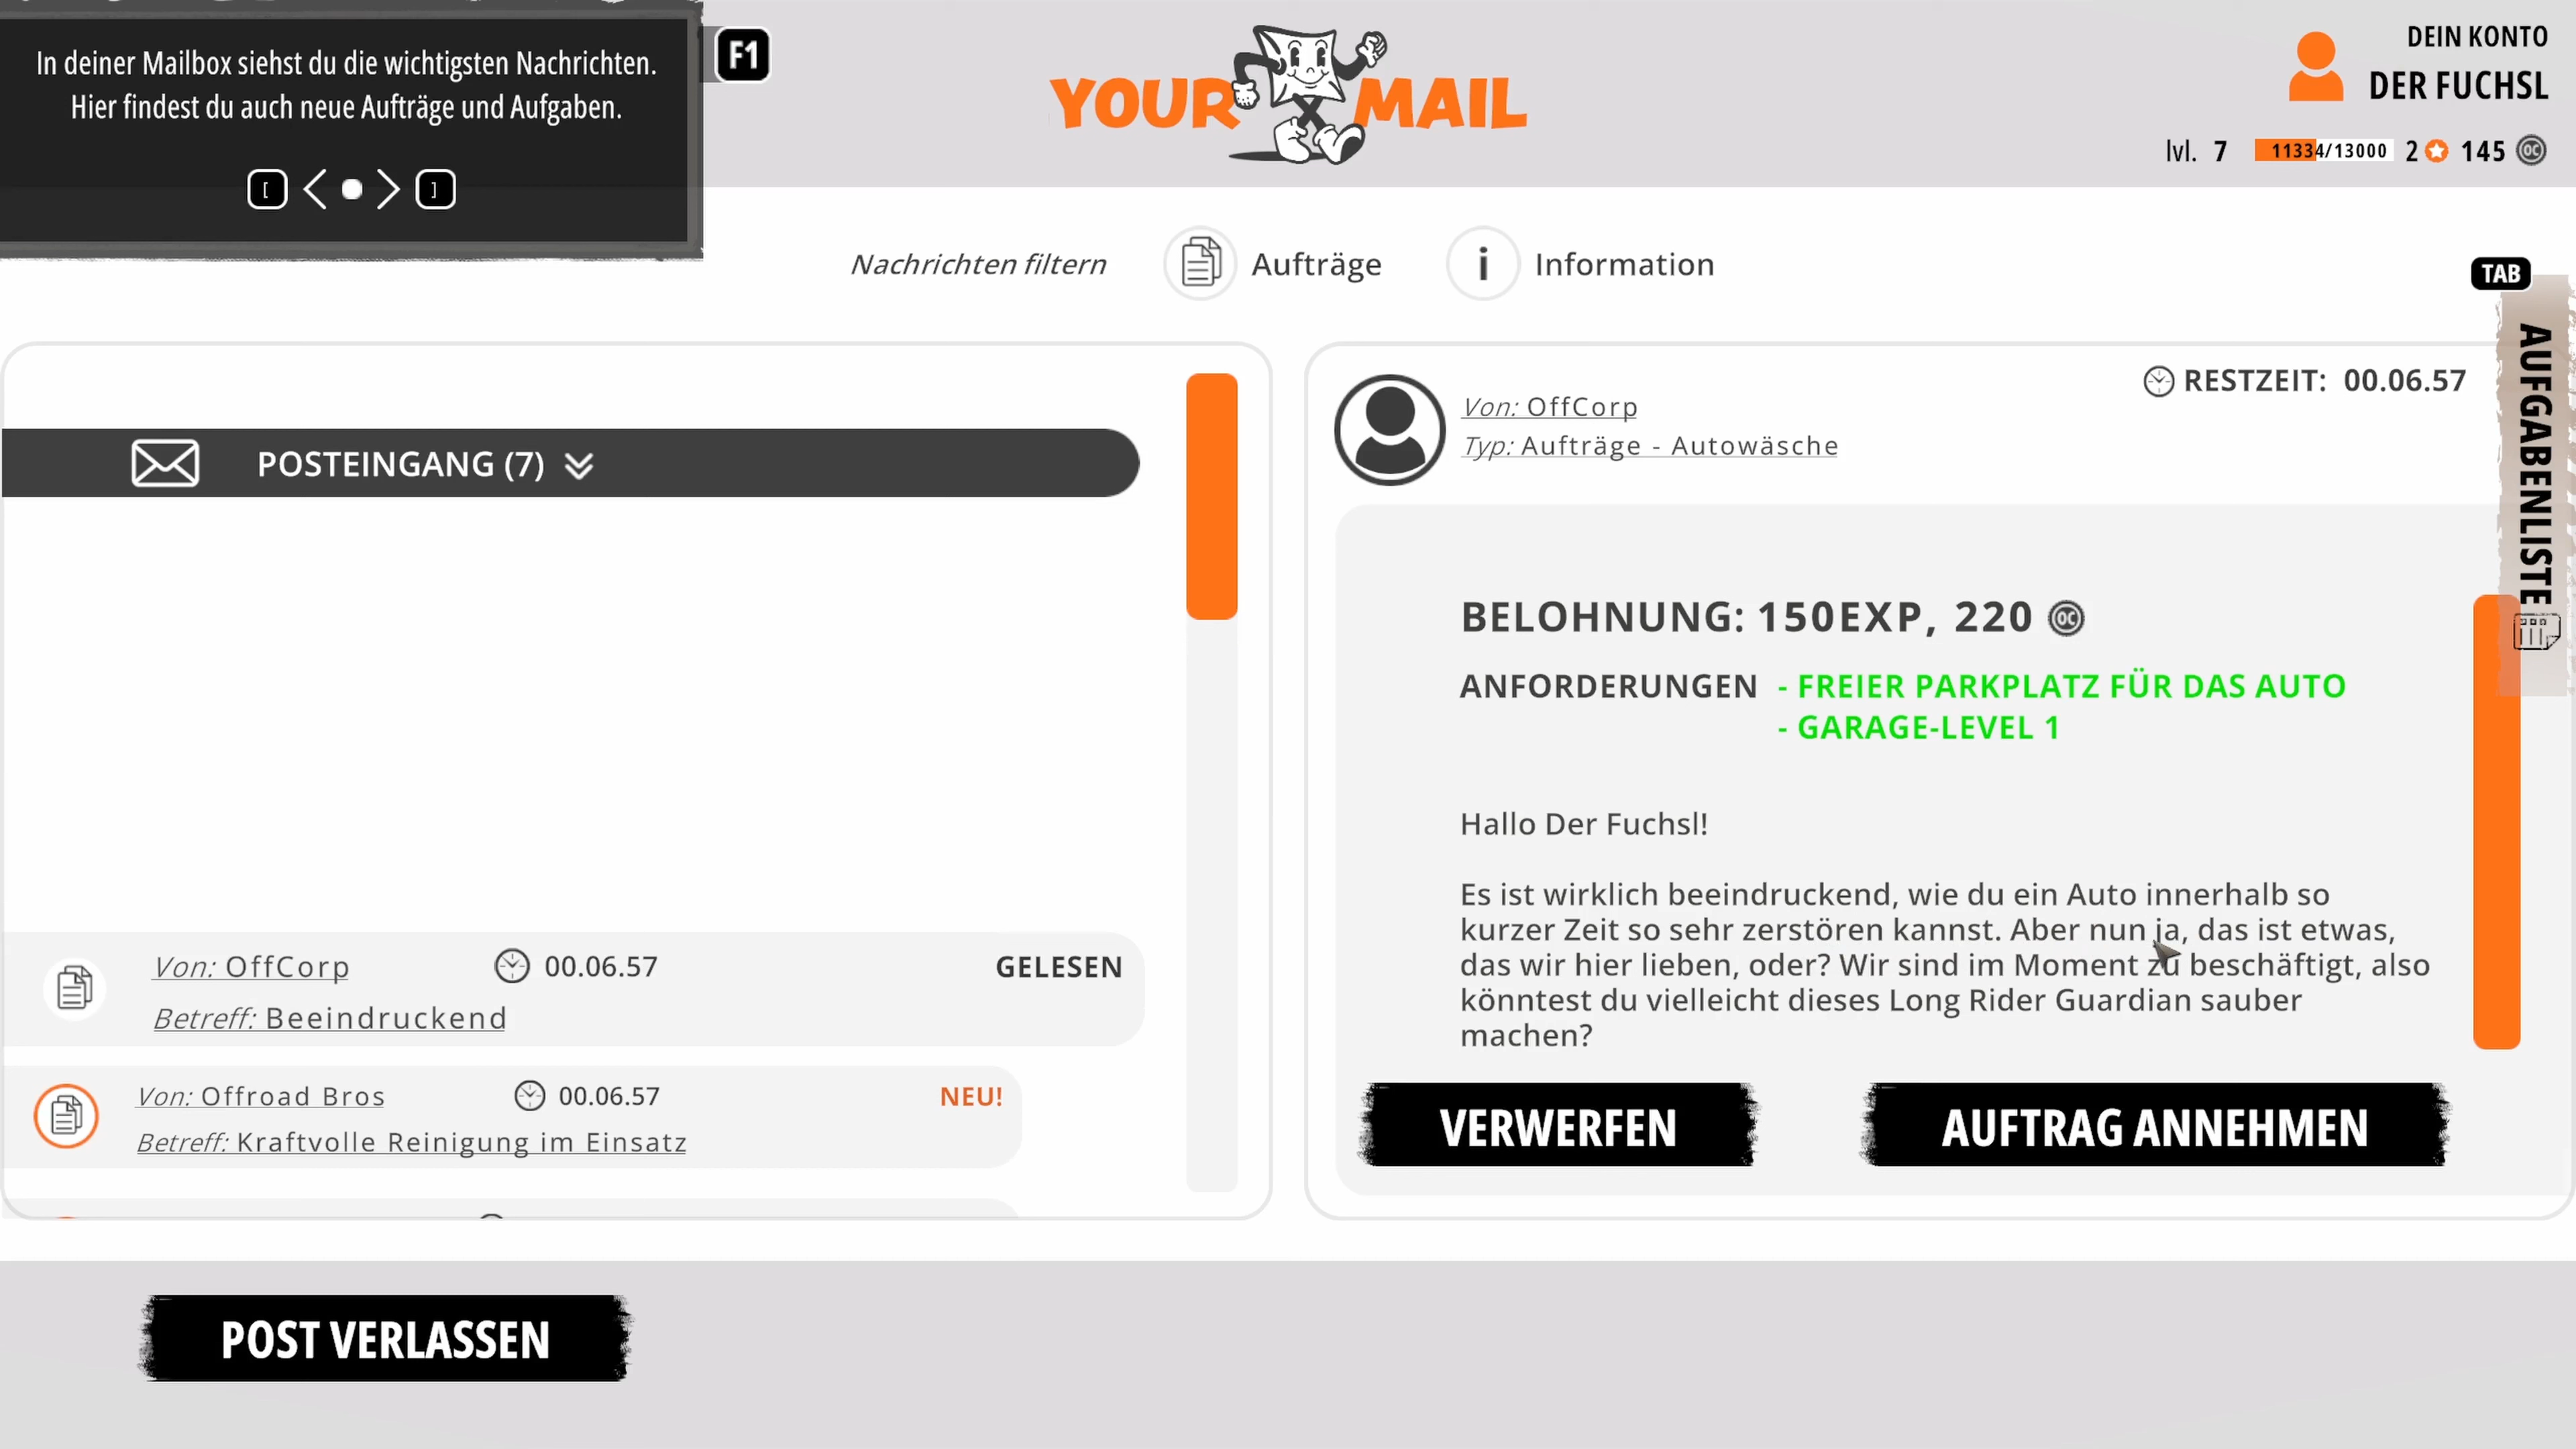 In deiner Mailbox siehst du die wichtigsten Nachrichten.
Hier findest du auch neue Aufträge und Aufgaben.
[ ]
F1
YOUR MAIL
DEIN KONTO
DER FUCHSL
lvl. 7 11334/13000 2 145 OC
Nachrichten filtern Aufträge i Information
TAB
AUFGABENLISTE
POSTEINGANG (7)
Von: OffCorp 00.06.57 GELESEN
Betreff: Beeindruckend
Von: Offroad Bros 00.06.57 NEU!
Betreff: Kraftvolle Reinigung im Einsatz
RESTZEIT: 00.06.57
Von: OffCorp
Typ: Aufträge - Autowäsche
BELOHNUNG: 150EXP, 220 OC
ANFORDERUNGEN - FREIER PARKPLATZ FÜR DAS AUTO
- GARAGE-LEVEL 1
Hallo Der Fuchsl!
Es ist wirklich beeindruckend, wie du ein Auto innerhalb so
kurzer Zeit so sehr zerstören kannst. Aber nun ja, das ist etwas,
das wir hier lieben, oder? Wir sind im Moment zu beschäftigt, also
könntest du vielleicht dieses Long Rider Guardian sauber
machen?
VERWERFEN
AUFTRAG ANNEHMEN
POST VERLASSEN